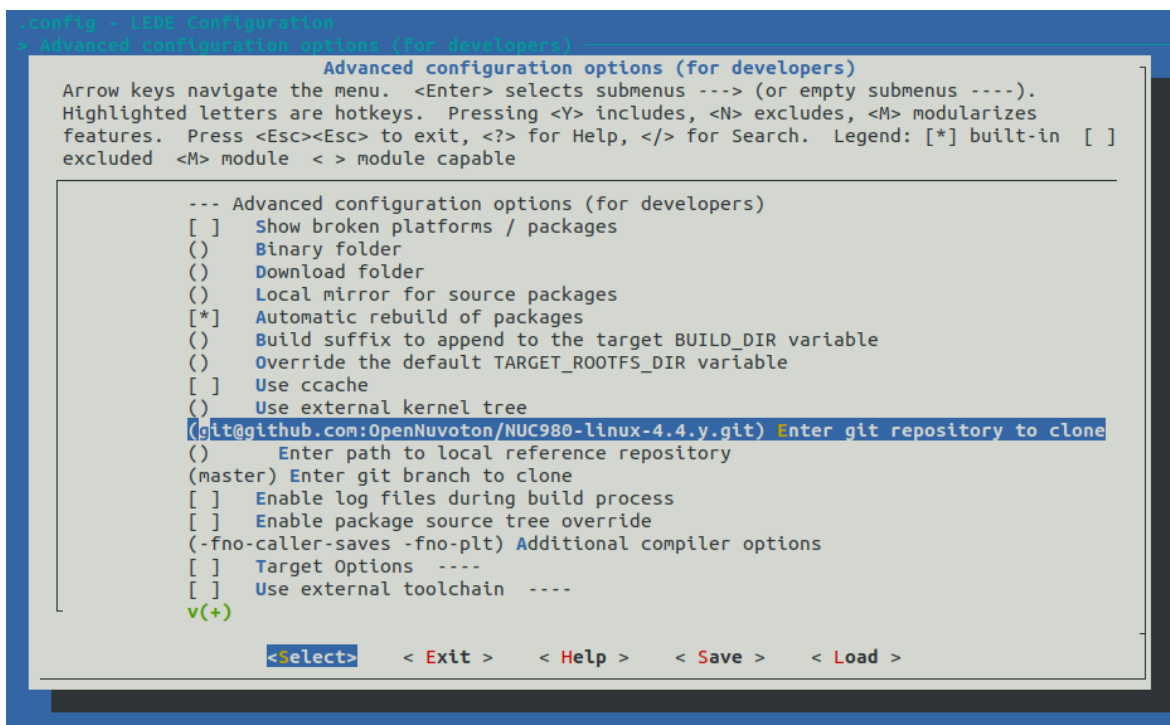 .config - LEDE Configuration
> Advanced configuration options (for developers)
Advanced configuration options (for developers)
Arrow keys navigate the menu.  <Enter> selects submenus ---> (or empty submenus ----).
Highlighted letters are hotkeys.  Pressing <Y> includes, <N> excludes, <M> modularizes
features.  Press <Esc><Esc> to exit, <?> for Help, </> for Search.  Legend: [*] built-in  [ ]
excluded  <M> module  < > module capable
--- Advanced configuration options (for developers)
[ ]   Show broken platforms / packages
()    Binary folder
()    Download folder
()    Local mirror for source packages
[*]   Automatic rebuild of packages
()    Build suffix to append to the target BUILD_DIR variable
()    Override the default TARGET_ROOTFS_DIR variable
[ ]   Use ccache
()    Use external kernel tree
(git@github.com:OpenNuvoton/NUC980-linux-4.4.y.git) Enter git repository to clone
()      Enter path to local reference repository
(master) Enter git branch to clone
[ ]   Enable log files during build process
[ ]   Enable package source tree override
(-fno-caller-saves -fno-plt) Additional compiler options
[ ]   Target Options  ----
[ ]   Use external toolchain  ----
v(+)
<Select>    < Exit >    < Help >    < Save >    < Load >